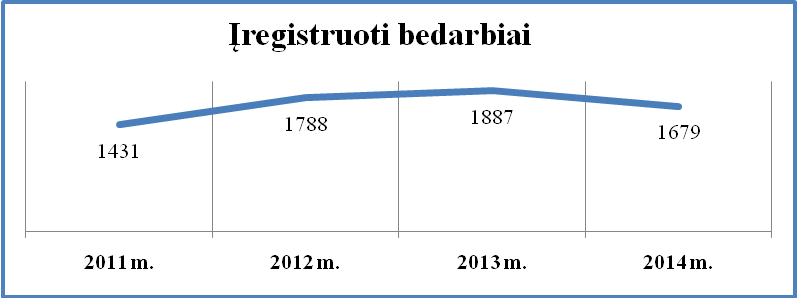 Įregistruoti bedarbiai
1431
1788
1887
1679
2011 m.
2012 m.
2013 m.
2014 m.